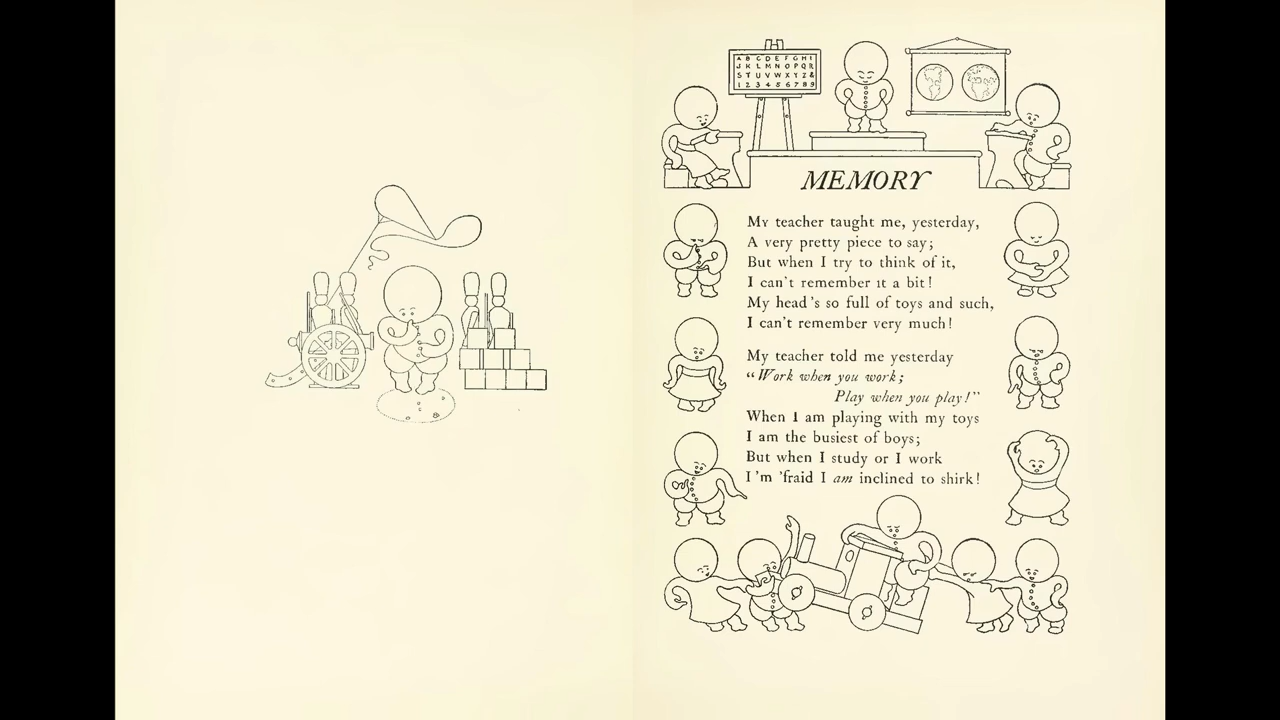 A B C D E F G H I
J K L M N O P Q R
S T U V W X Y Z &
1 2 3 4 5 6 7 8 9
MEMORY
My teacher taught me, yesterday,
A very pretty piece to say;
But when I try to think of it,
I can't remember it a bit!
My head's so full of toys and such,
I can't remember very much!
My teacher told me yesterday
"Work when you work;
Play when you play!"
When I am playing with my toys
I am the busiest of boys;
But when I study or I work
I'm 'fraid I am inclined to shirk!